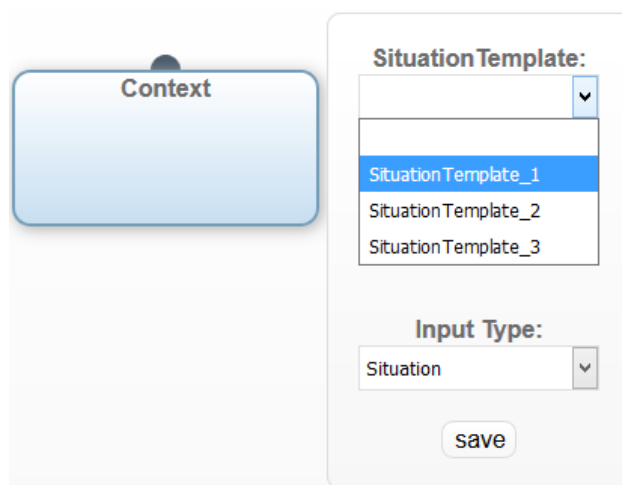 Context
SituationTemplate:
SituationTemplate_1
SituationTemplate_2
SituationTemplate_3
Input Type:
Situation
save